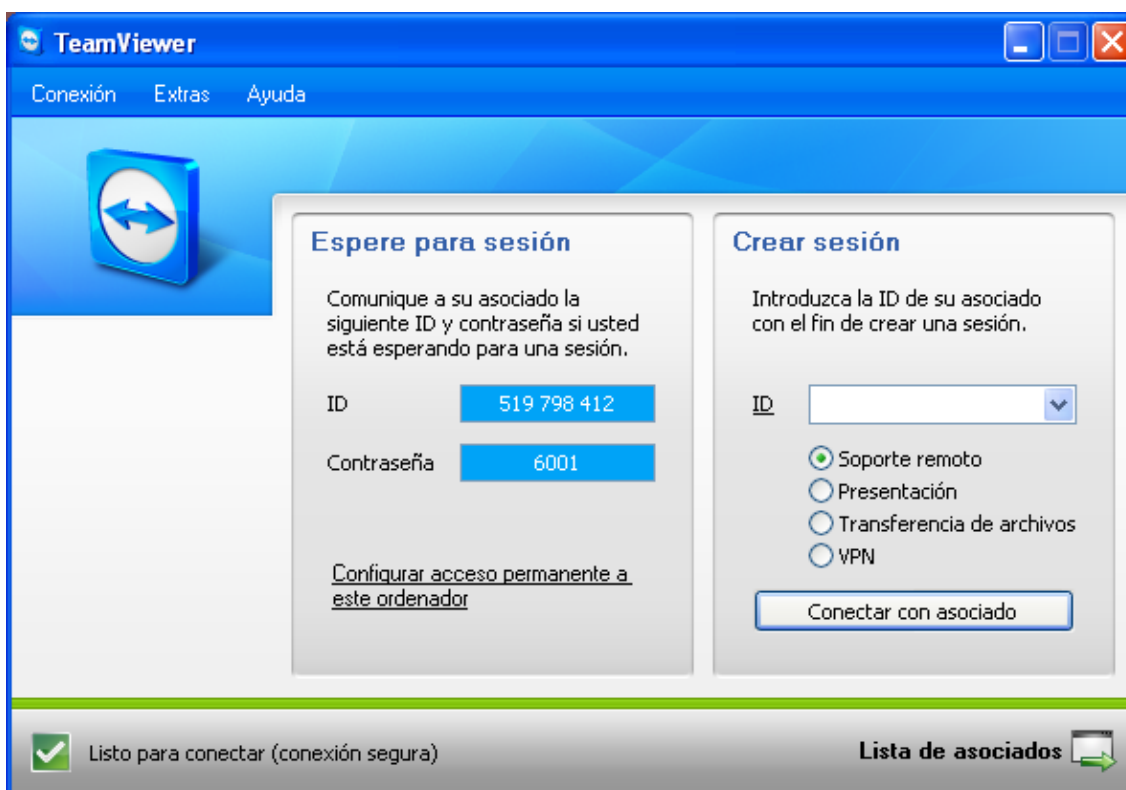 TeamViewer
Conexión Extras Ayuda
Espere para sesión
Comunique a su asociado la
siguiente ID y contraseña si usted
está esperando para una sesión.
ID 519 798 412
Contraseña 6001
Configurar acceso permanente a
este ordenador
Crear sesión
Introduzca la ID de su asociado
con el fin de crear una sesión.
ID
Soporte remoto
Presentación
Transferencia de archivos
VPN
Conectar con asociado
Listo para conectar (conexión segura)
Lista de asociados